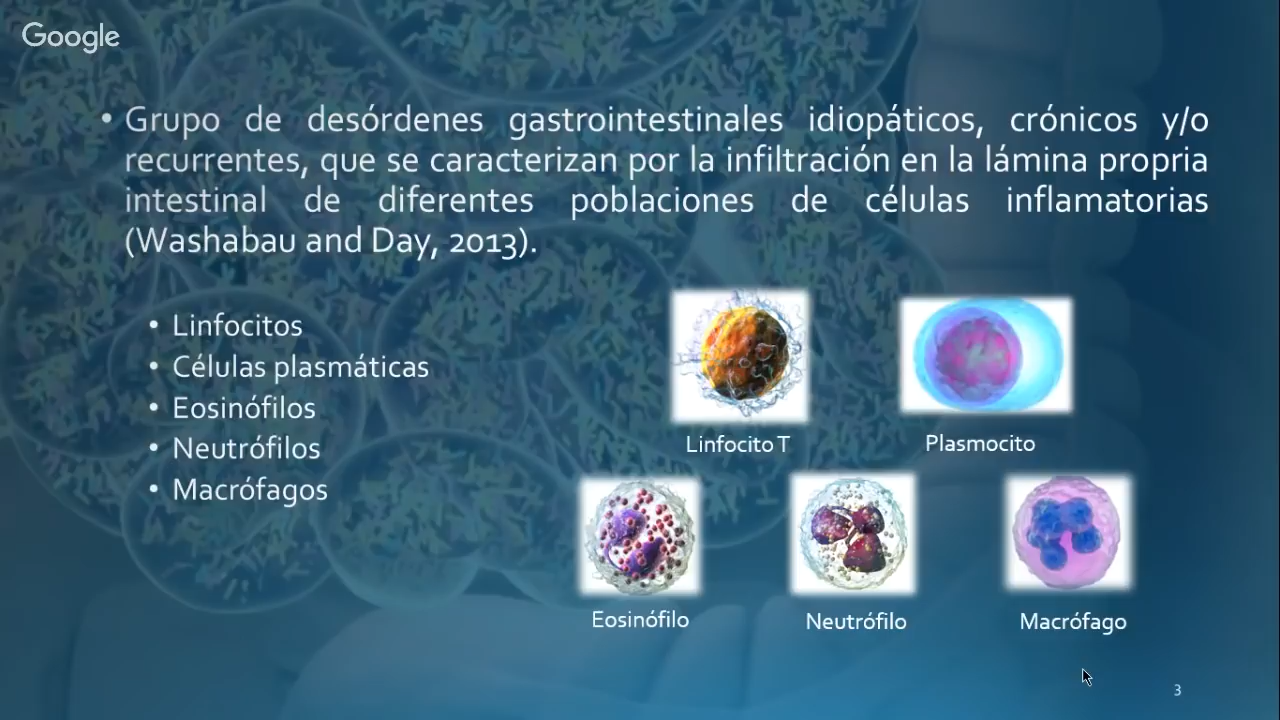 Google
• Grupo de desórdenes gastrointestinales idiopáticos, crónicos y/o
recurrentes, que se caracterizan por la infiltración en la lámina propria
intestinal de diferentes poblaciones de células inflamatorias
(Washabau and Day, 2013).
• Linfocitos
• Células plasmáticas
• Eosinófilos
• Neutrófilos
• Macrófagos
Linfocito T
Plasmocito
Eosinófilo
Neutrófilo
Macrófago
3